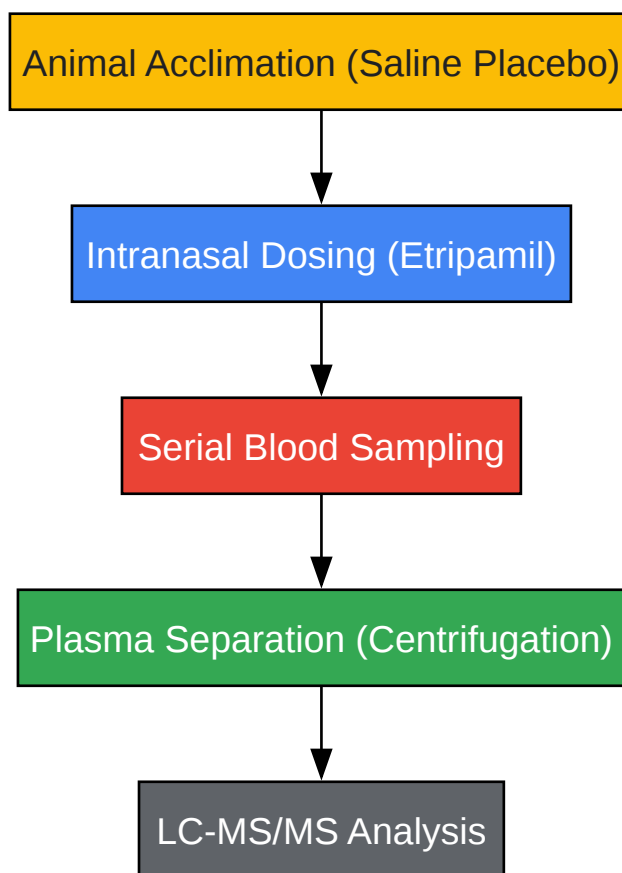 Animal Acclimation (Saline Placebo)
Intranasal Dosing (Etripamil)
Serial Blood Sampling
Plasma Separation (Centrifugation)
LC-MS/MS Analysis